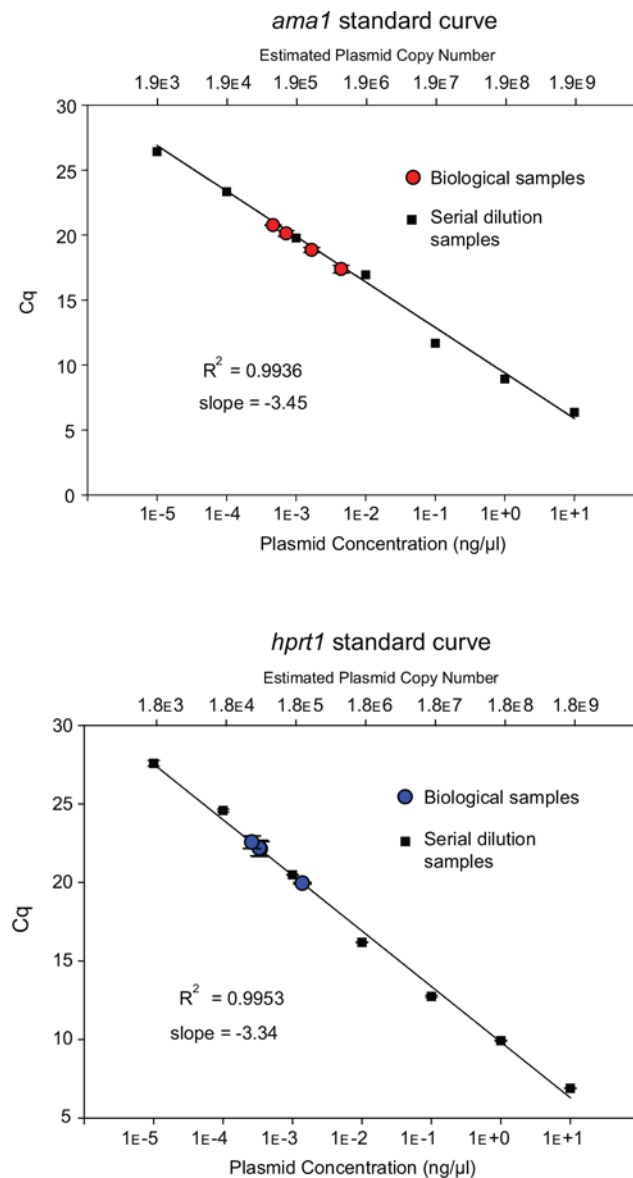 ama1 standard curve
Estimated Plasmid Copy Number
1.9E3 1.9E4 1.9E5 1.9E6 1.9E7 1.9E8 1.9E9
30
25
20
15
10
5
0
Cq
Biological samples
Serial dilution
samples
R² = 0.9936
slope = -3.45
1E-5 1E-4 1E-3 1E-2 1E-1 1E+0 1E+1
Plasmid Concentration (ng/µl)
hprt1 standard curve
Estimated Plasmid Copy Number
1.8E3 1.8E4 1.8E5 1.8E6 1.8E7 1.8E8 1.8E9
30
25
20
15
10
5
Cq
Biological samples
Serial dilution
samples
R² = 0.9953
slope = -3.34
1E-5 1E-4 1E-3 1E-2 1E-1 1E+0 1E+1
Plasmid Concentration (ng/µl)